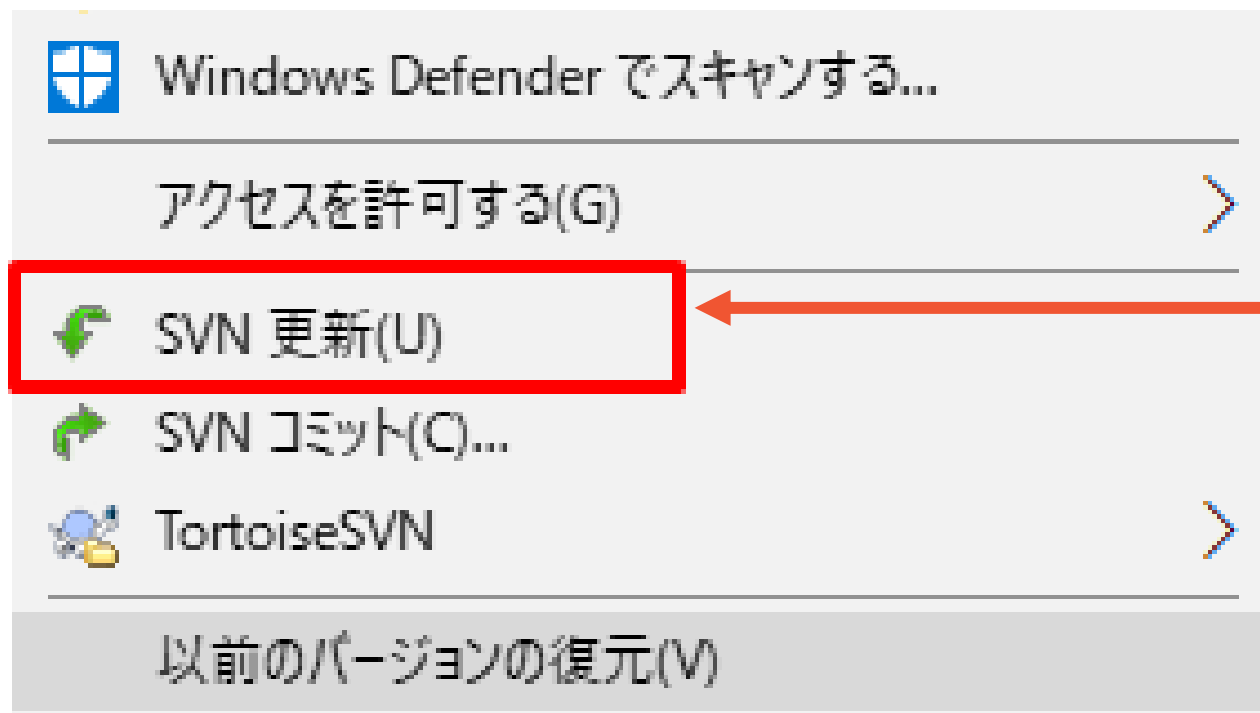 Windows Defender でスキャンする...
アクセスを許可する(G)
SVN 更新(U)
SVN コミット(C)...
TortoiseSVN
以前のバージョンの復元(V)